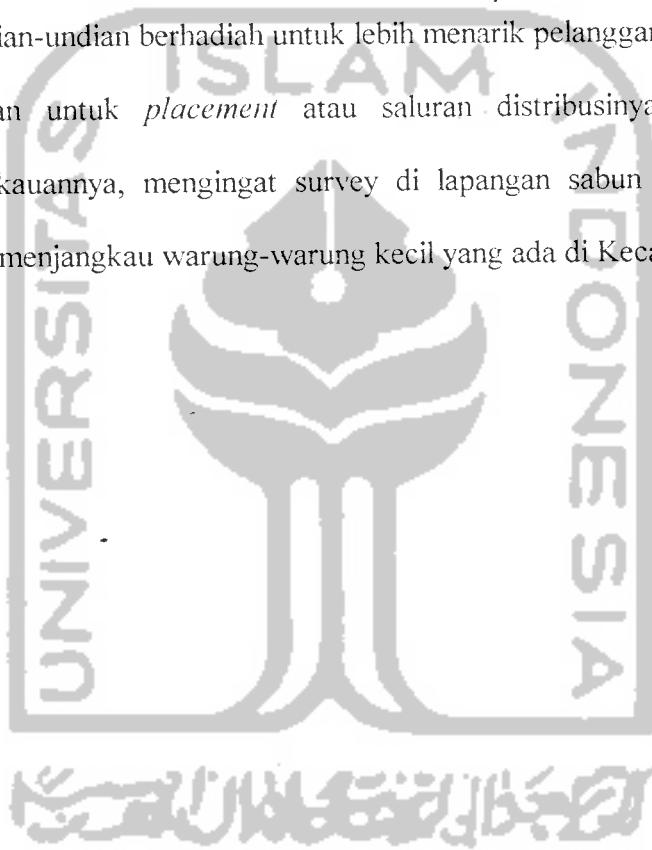 ian-undian berhadiah untuk lebih menarik pelanggan
an untuk placement atau saluran distribusinya
kauannya, mengingat survey di lapangan sabun
menjangkau warung-warung kecil yang ada di Keca
ISLAM
UNIVERSITAS
INDONESIA